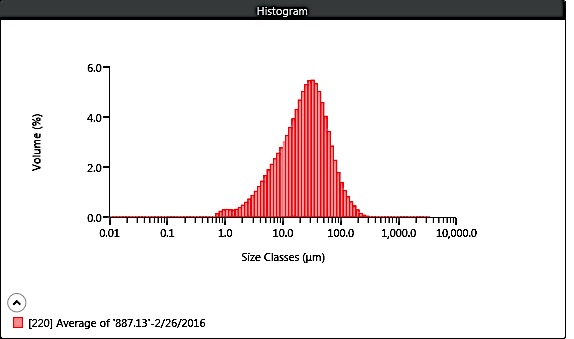 Histogram
6.0
4.0
2.0
0.0
Volume (%)
0.01 0.1 1.0 10.0 100.0 1,000.0 10,000.0
Size Classes (μm)
[220] Average of '887.13'-2/26/2016